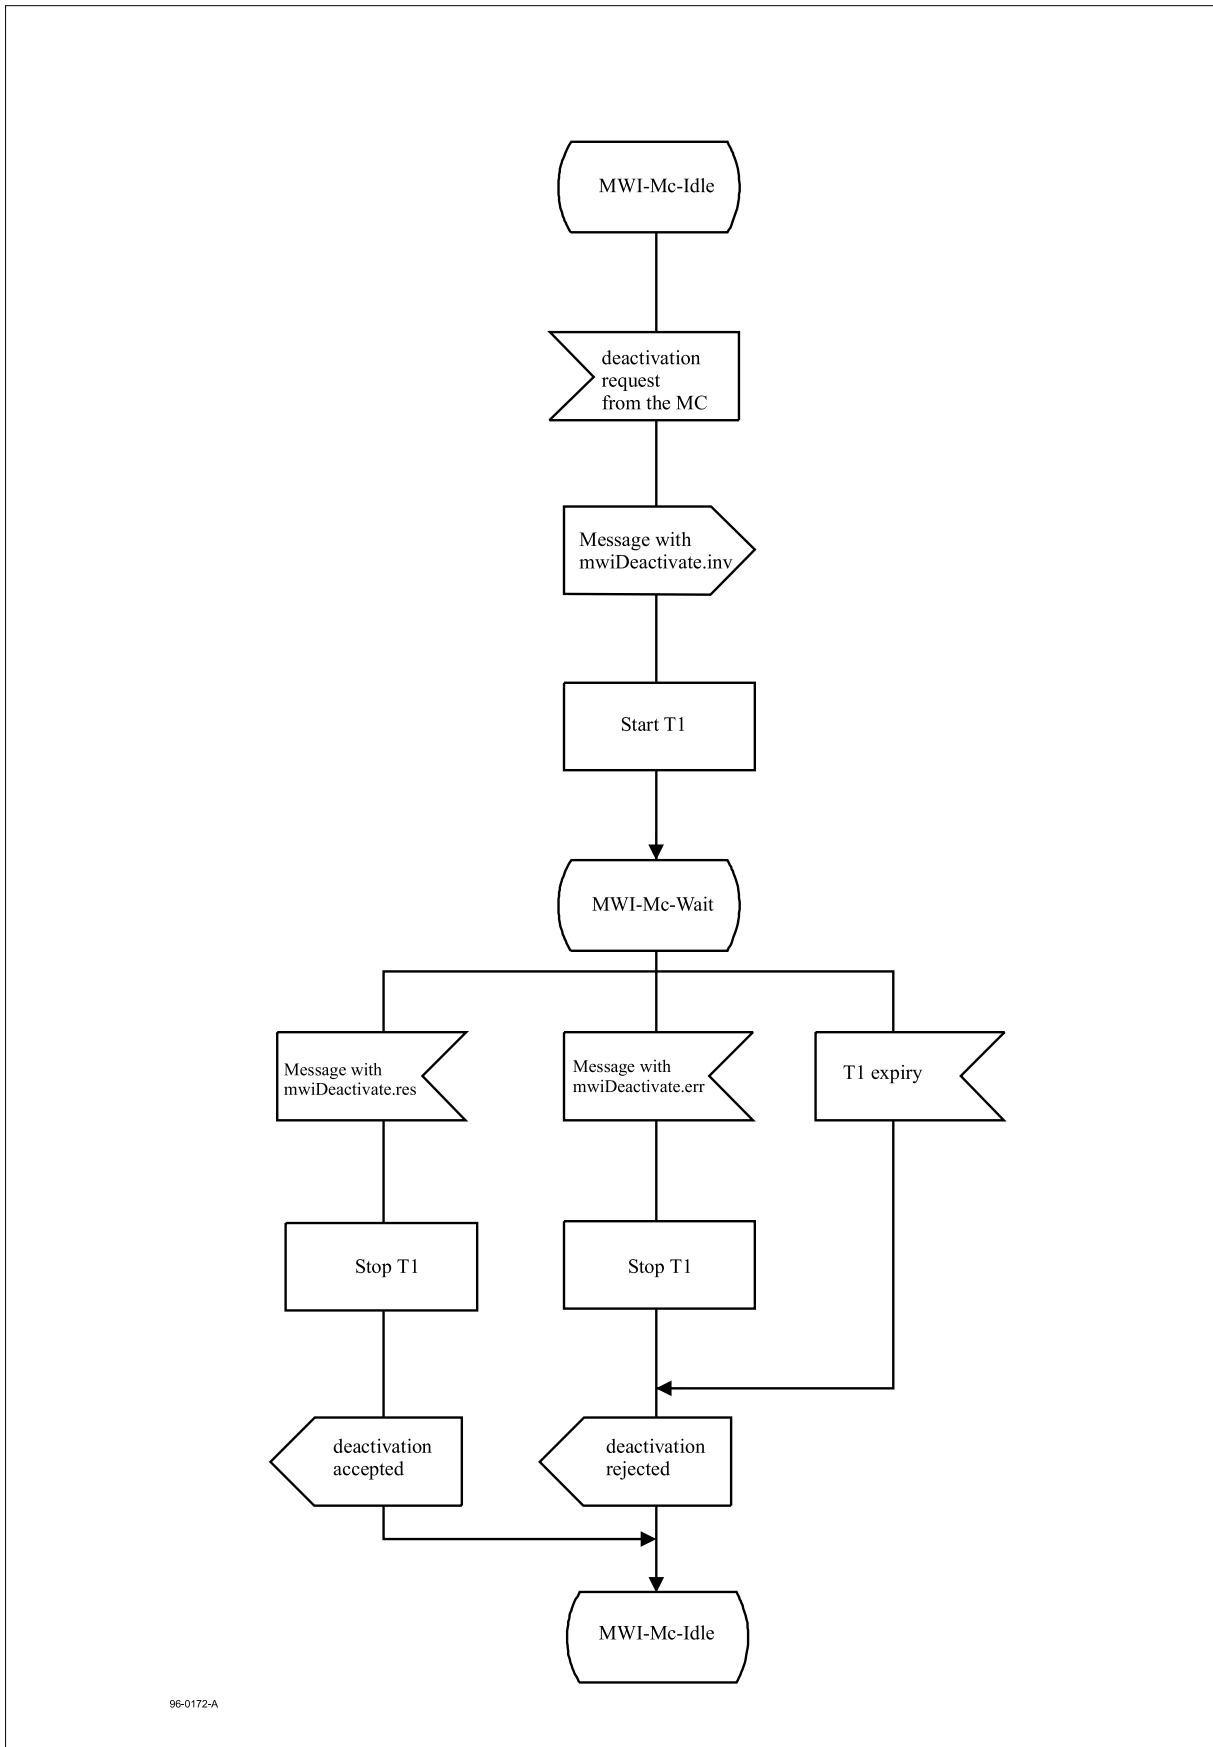 MWI-Mc-Idle
deactivation
request
from the MC
Message with
mwiDeactivate.inv
Start T1
MWI-Mc-Wait
Message with
mwiDeactivate.res
Message with
mwiDeactivate.err
T1 expiry
Stop T1
Stop T1
deactivation
accepted
deactivation
rejected
MWI-Mc-Idle
96-0172-A